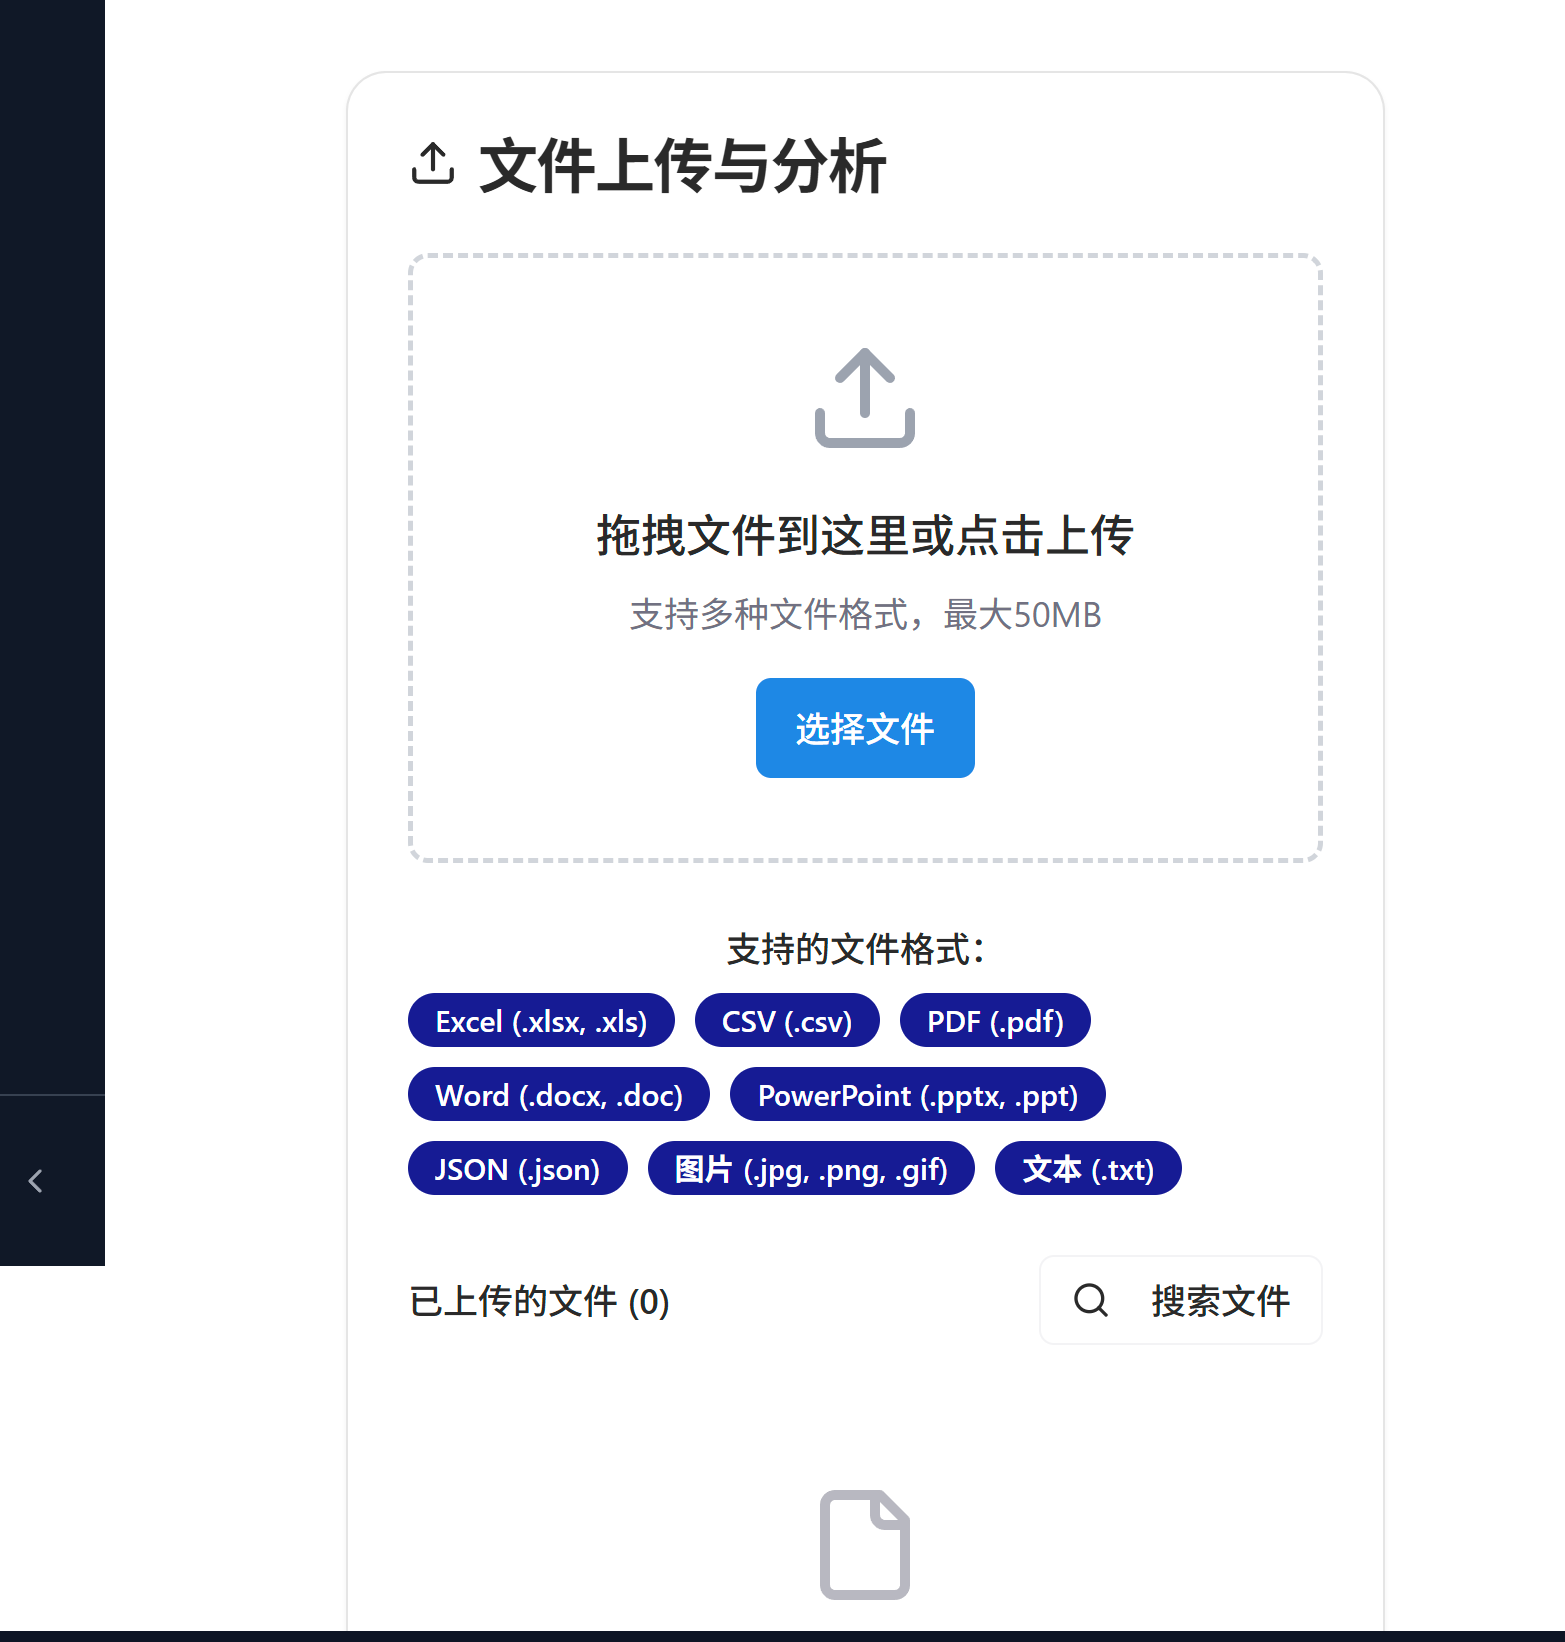 文件上传与分析
拖拽文件到这里或点击上传
支持多种文件格式，最大50MB
选择文件
支持的文件格式：
Excel (.xlsx, .xls) CSV (.csv) PDF (.pdf)
Word (.docx, .doc) PowerPoint (.pptx, .ppt)
JSON (.json) 图片 (.jpg, .png, .gif) 文本 (.txt)
已上传的文件 (0) 搜索文件